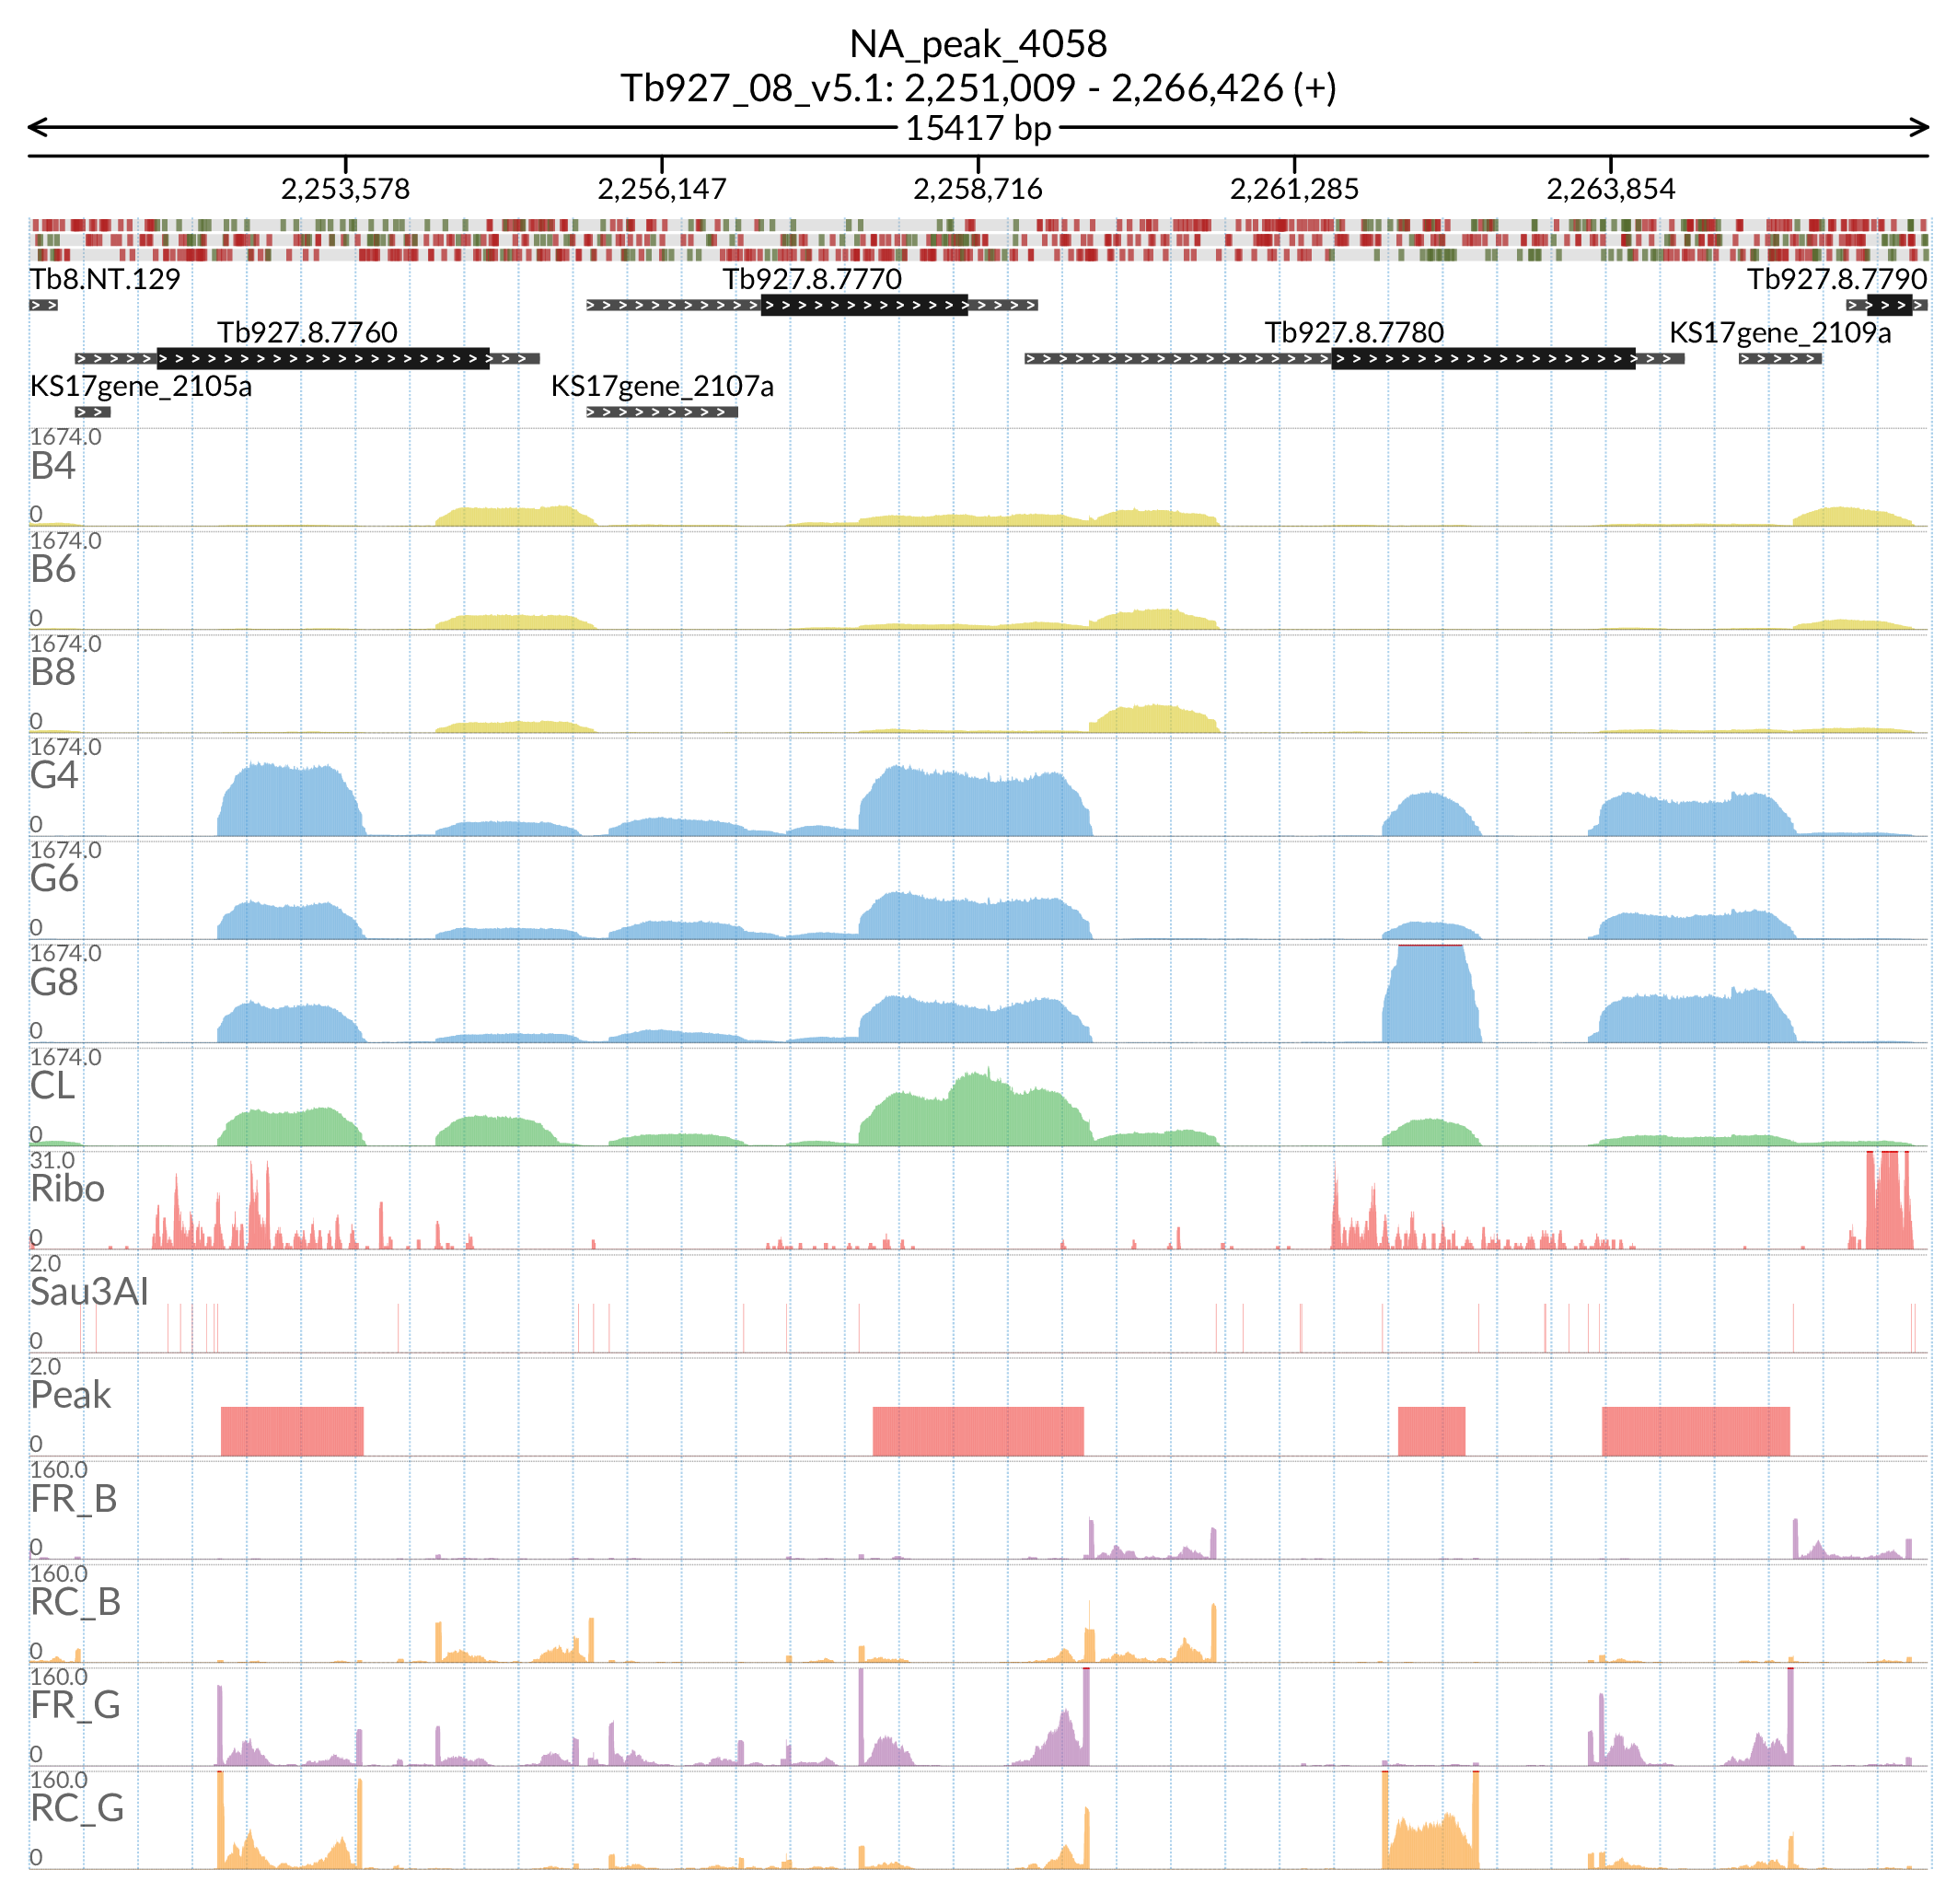 NA_peak_4058
Tb927_08_v5.1: 2,251,009 - 2,266,426 (+)
15417 bp
2,253,578 2,256,147 2,258,716 2,261,285 2,263,854
Tb8.NT.129 Tb927.8.7770 Tb927.8.7790
Tb927.8.7760 Tb927.8.7780 KS17gene_2109a
KS17gene_2105a KS17gene_2107a
1674.0
B4
0
1674.0
B6
0
1674.0
B8
0
1674.0
G4
0
1674.0
G6
0
1674.0
G8
0
1674.0
CL
0
31.0
Ribo
0
2.0
Sau3AI
0
2.0
Peak
0
160.0
FR_B
0
160.0
RC_B
0
160.0
FR_G
0
160.0
RC_G
0